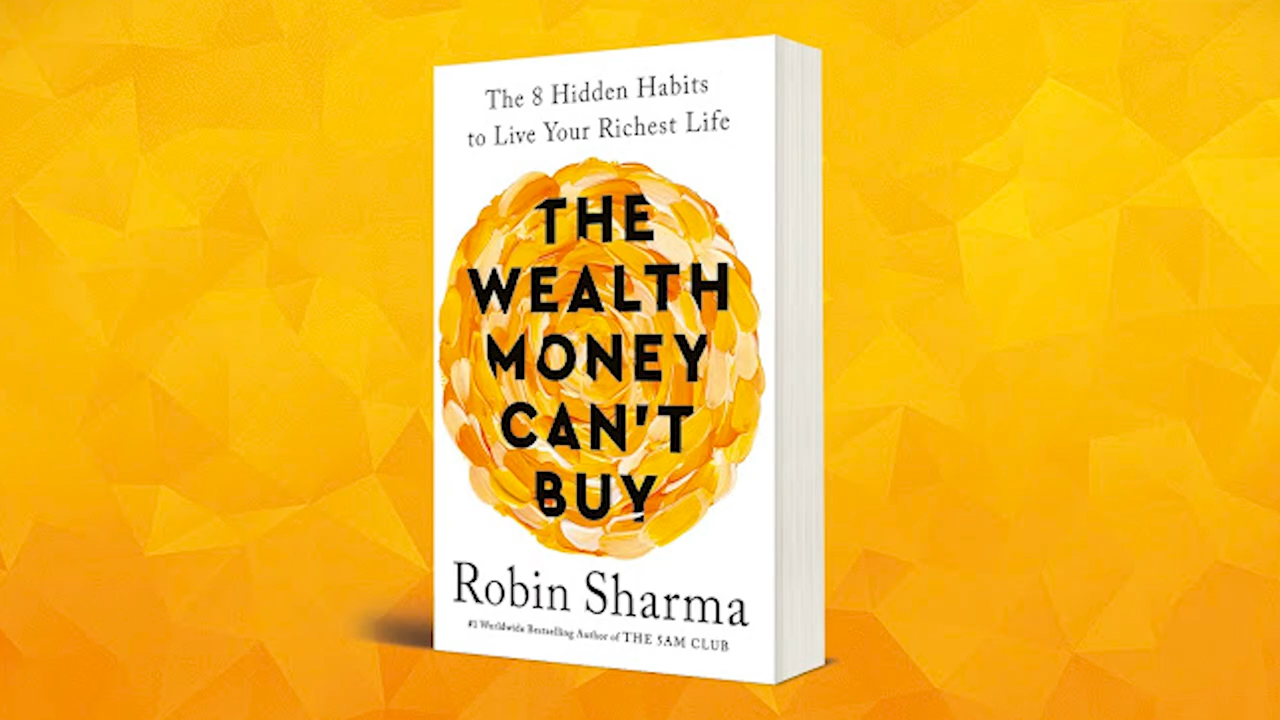 The 8 Hidden Habits
to Live Your Richest Life
THE
WEALTH
MONEY
CAN'T
BUY
Robin Sharma
#1 Worldwide Bestselling Author of THE 5AM CLUB